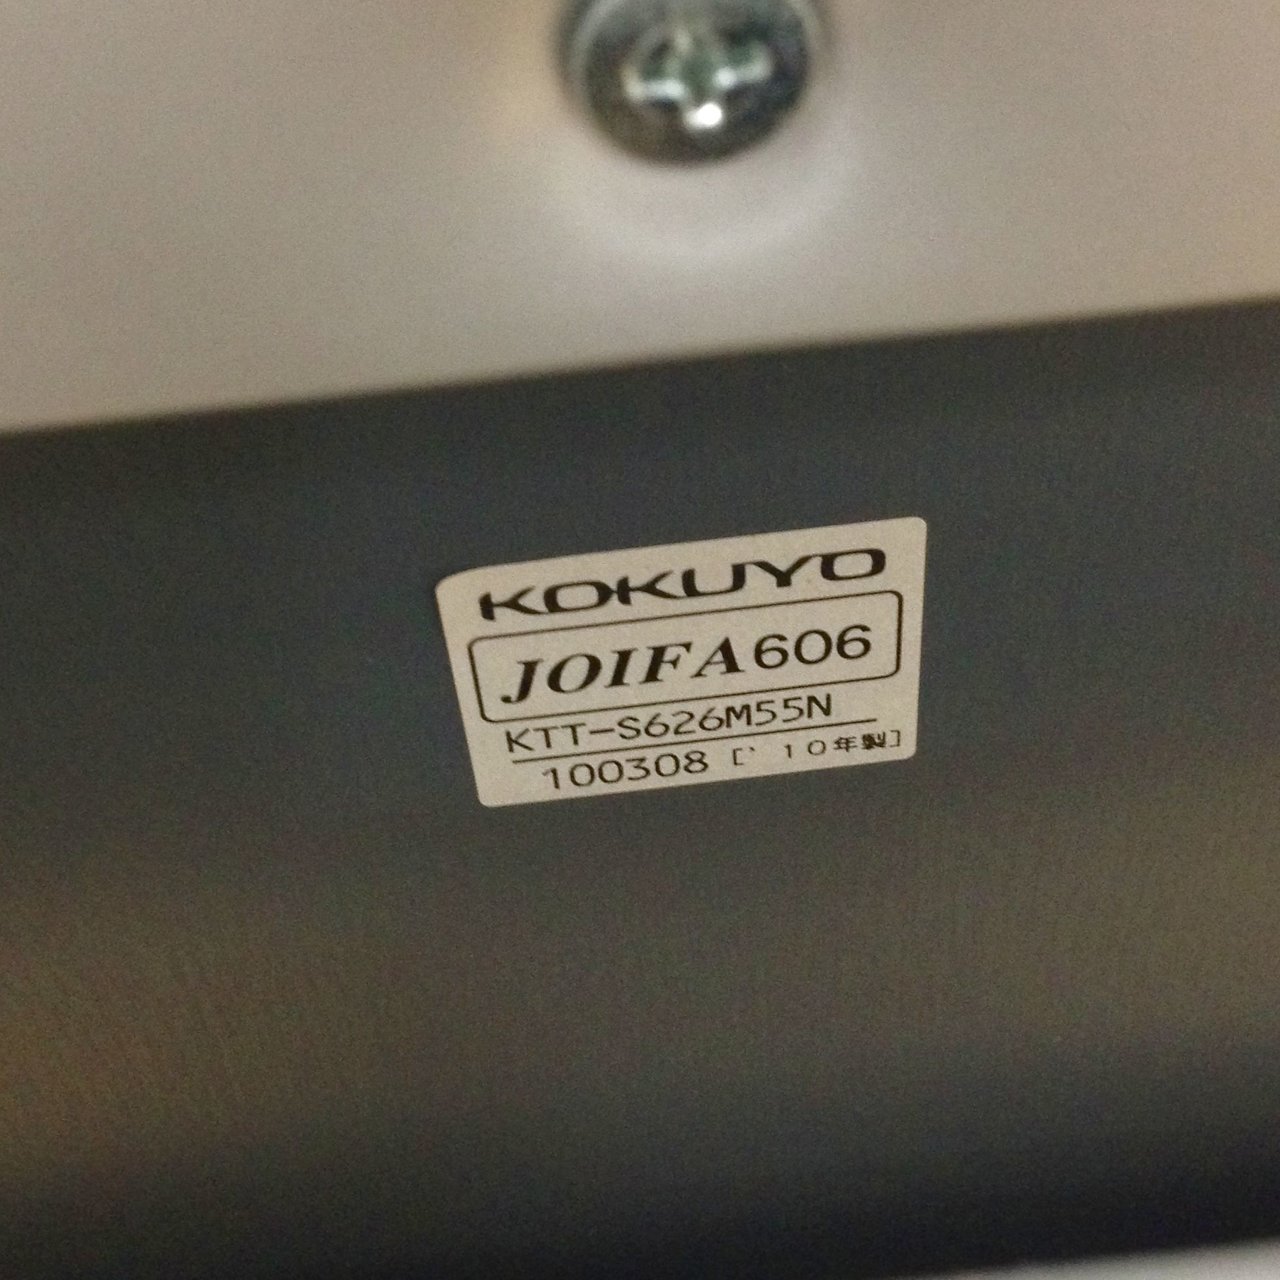 KOKUYO
JOIFA606
KTT-S626M55N
100308 [`10年製]